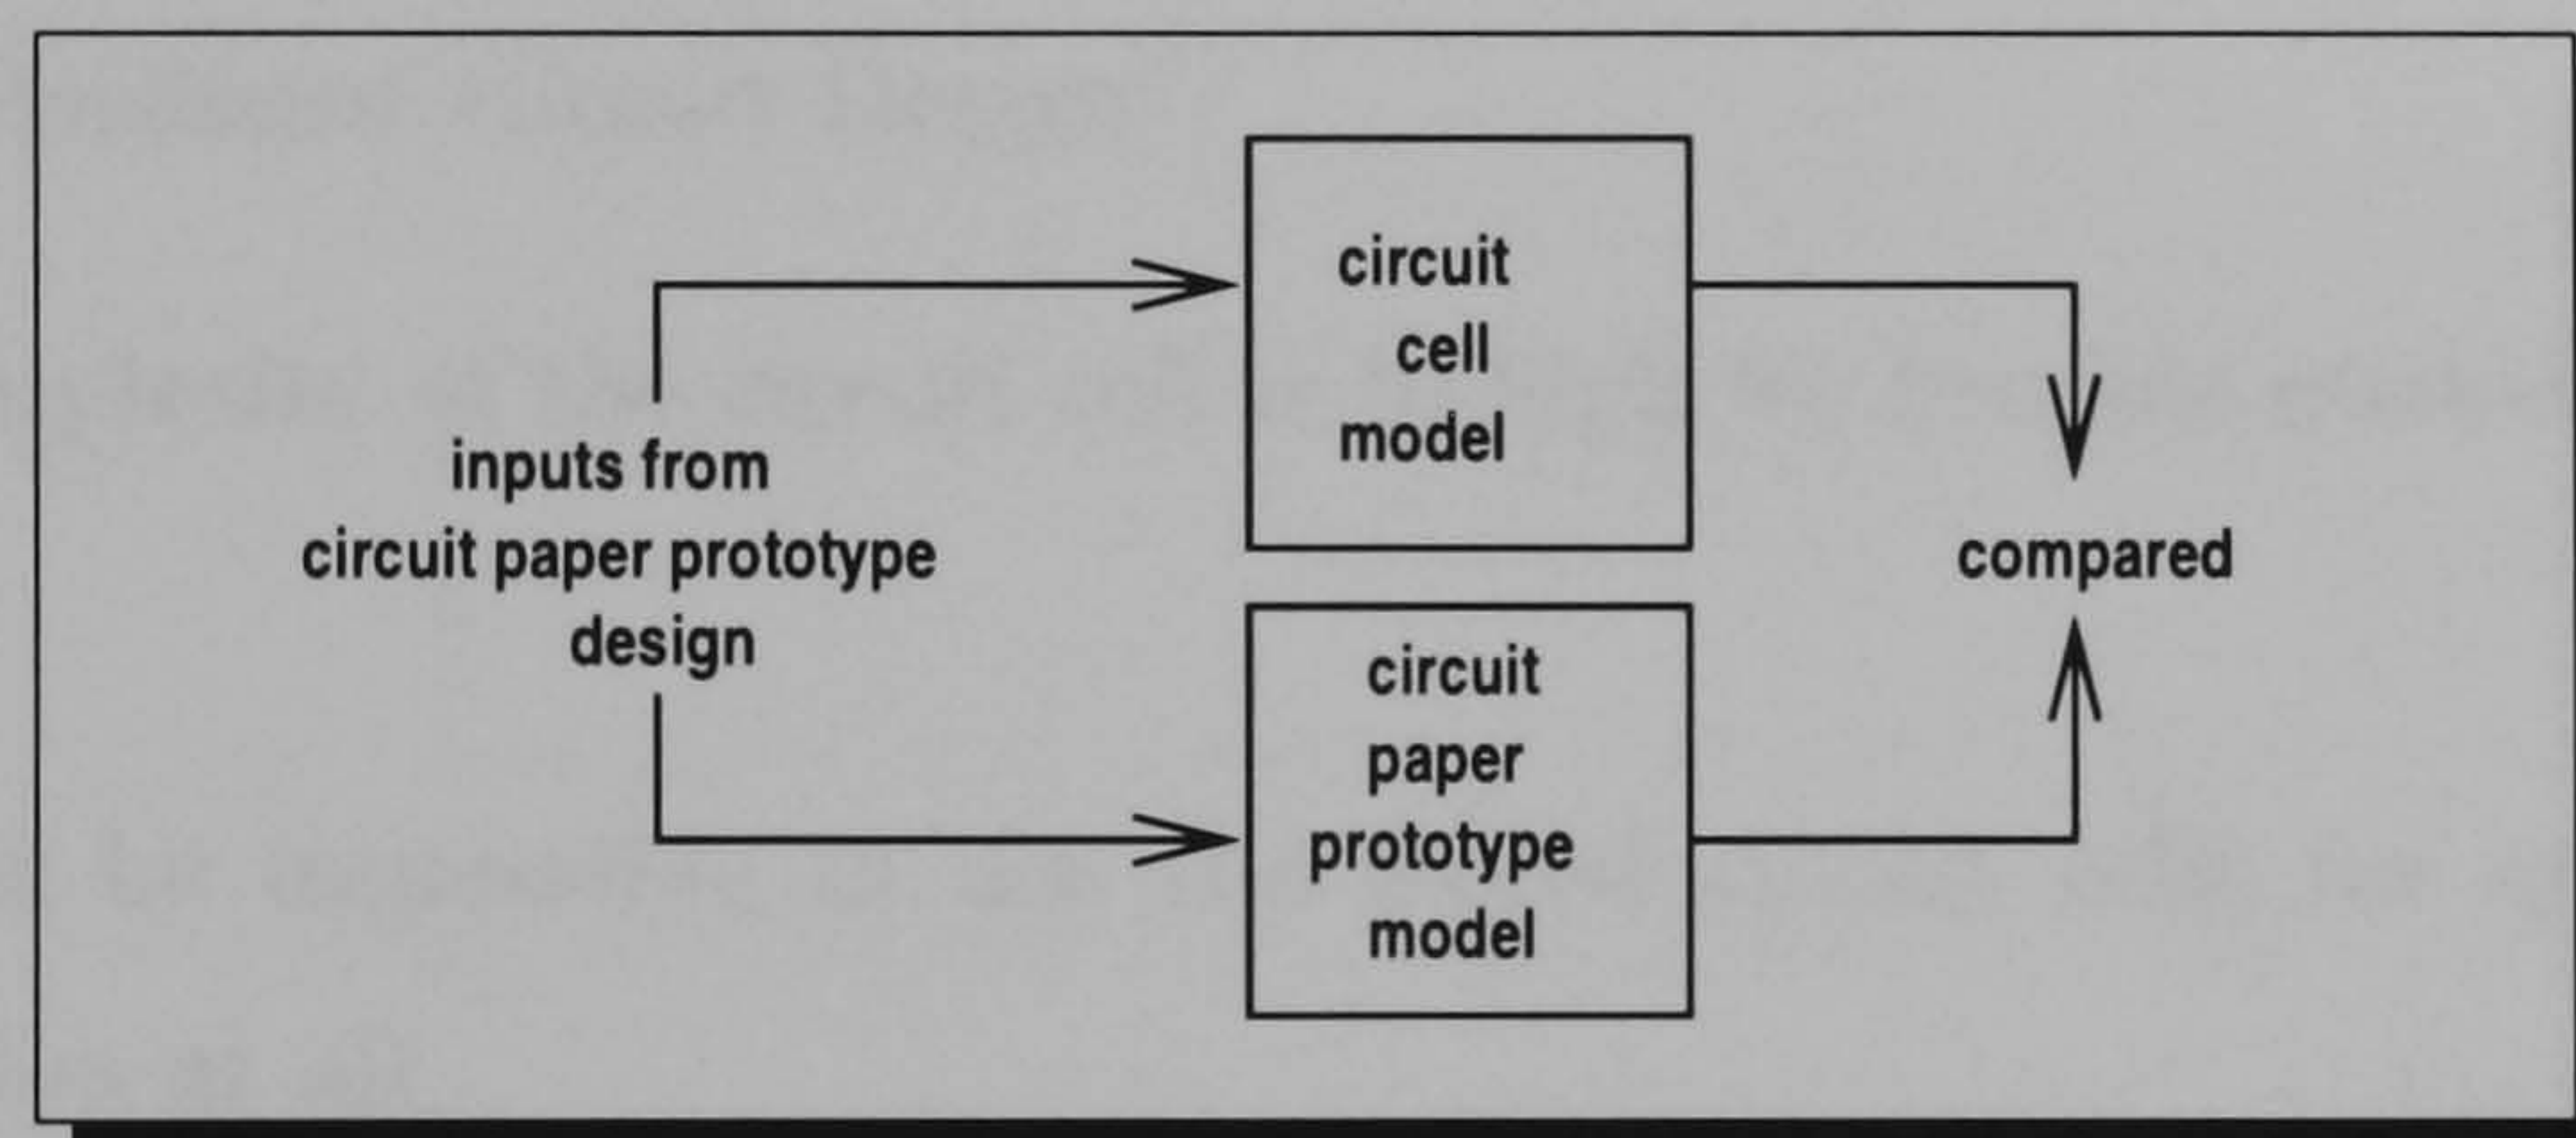 inputs from
circuit paper prototype
design
circuit
cell
model
circuit
paper
prototype
model
compared